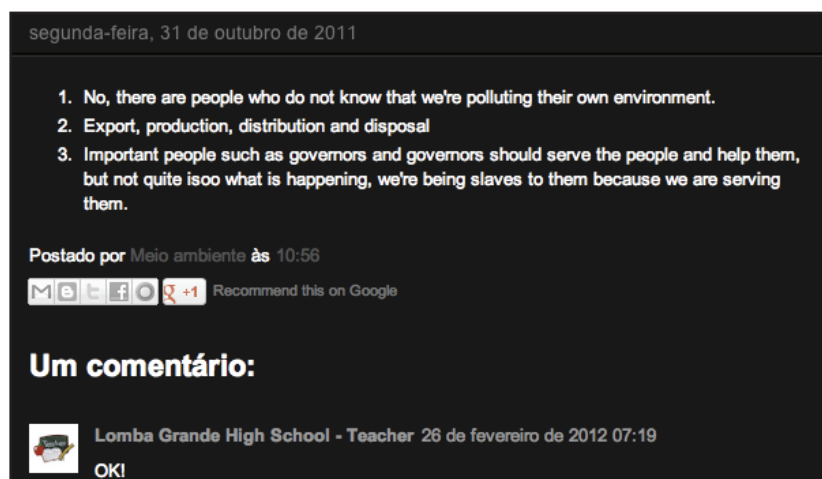 segunda-feira, 31 de outubro de 2011
1. No, there are people who do not know that we're polluting their own environment.
2. Export, production, distribution and disposal
3. Important people such as governors and governors should serve the people and help them,
but not quite isoo what is happening, we're being slaves to them because we are serving
them.
Postado por Meio ambiente às 10:56
+1 Recommend this on Google
Um comentário:
Lomba Grande High School - Teacher 26 de fevereiro de 2012 07:19
OK!